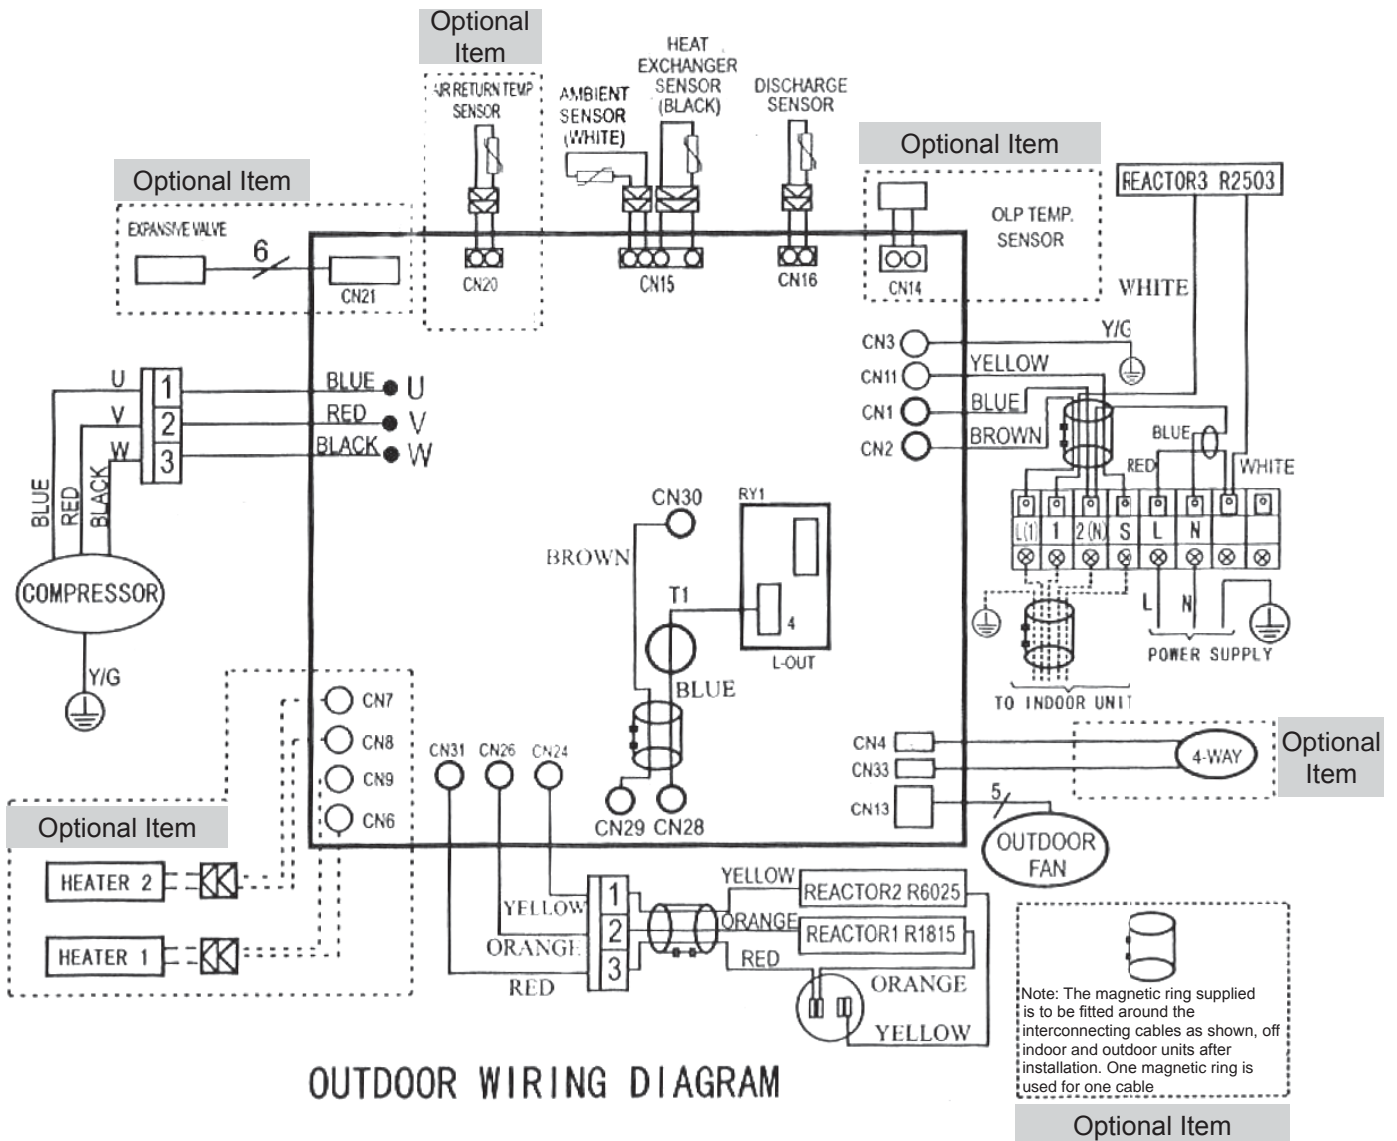 Optional
Item
AIR RETURN TEMP
SENSOR
AMBIENT
SENSOR
(WHITE)
HEAT
EXCHANGER
SENSOR
(BLACK)
DISCHARGE
SENSOR
Optional Item
OLP TEMP.
SENSOR
REACTOR3 R2503
Optional Item
EXPANSIVE VALVE
6
CN21
CN20
CN15
CN16
CN14
WHITE
CN3
Y/G
CN11
YELLOW
CN1
BLUE
CN2
BROWN
BLUE
RED
WHITE
U
V
W
1
2
3
BLUE
RED
BLACK
U
V
W
BLUE
RED
BLACK
COMPRESSOR
Y/G
CN30
BROWN
RY1
T1
4
L-OUT
BLUE
CN29
CN28
L(1)
1
2(N)
S
L
N
L
N
POWER SUPPLY
TO INDOOR UNIT
CN7
CN8
CN9
CN6
CN31
CN26
CN24
CN4
CN33
CN13
4-WAY
Optional
Item
5
OUTDOOR
FAN
Optional Item
HEATER 2
HEATER 1
YELLOW
ORANGE
RED
1
2
3
YELLOW
ORANGE
RED
REACTOR2 R6025
REACTOR1 R1815
ORANGE
YELLOW
Note: The magnetic ring supplied
is to be fitted around the
interconnecting cables as shown, off
indoor and outdoor units after
installation. One magnetic ring is
used for one cable
Optional Item
OUTDOOR WIRING DIAGRAM